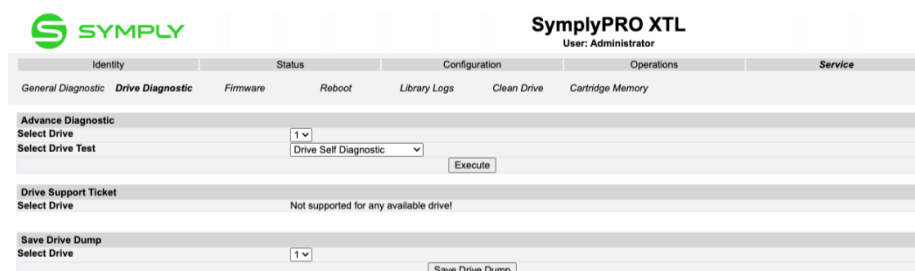 SYMPLY
SymplyPRO XTL
User: Administrator
Identity Status Configuration Operations Service
General Diagnostic Drive Diagnostic Firmware Reboot Library Logs Clean Drive Cartridge Memory
Advance Diagnostic
Select Drive 1
Select Drive Test Drive Self Diagnostic
Execute
Drive Support Ticket
Select Drive Not supported for any available drive!
Save Drive Dump
Select Drive 1
Save Drive Dump